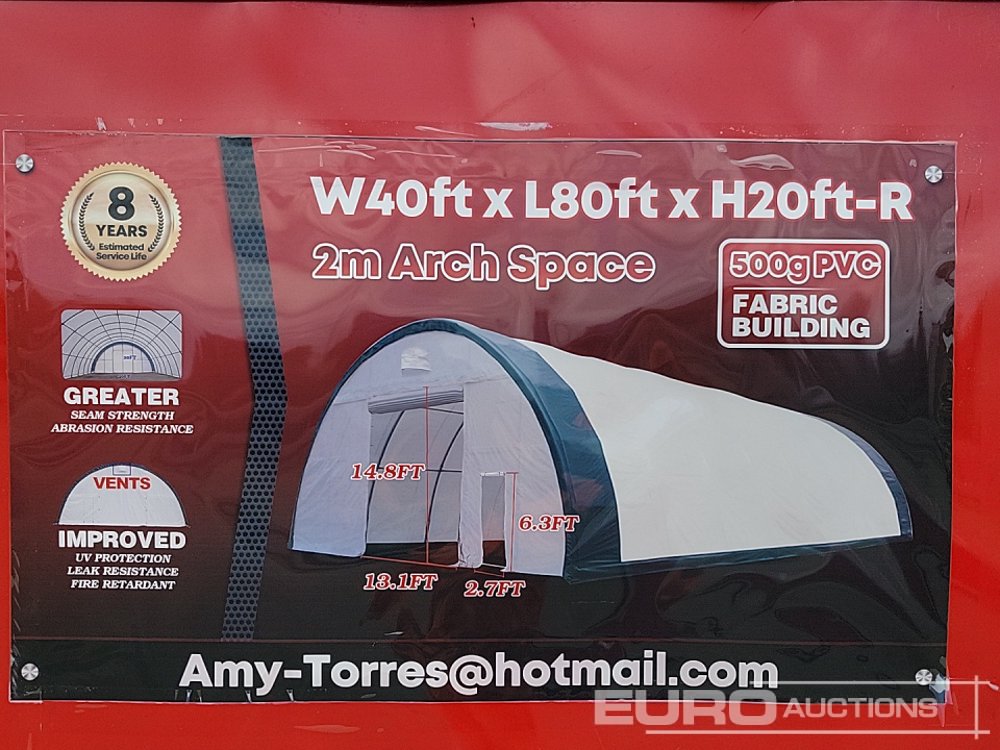 W40ft x L80ft x H20ft-R
2m Arch Space
500g PVC
FABRIC
BUILDING
8
YEARS
Estimated
Service Life
GREATER
SEAM STRENGTH
ABRASION RESISTANCE
VENTS
IMPROVED
UV PROTECTION
LEAK RESISTANCE
FIRE RETARDANT
14.8FT
6.3FT
13.1FT
2.7FT
Amy-Torres@hotmail.com
EURO AUCTIONS